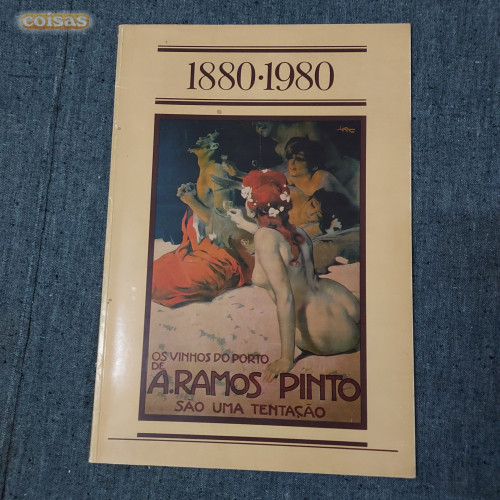 coisas
1880·1980
OS VINHOS DO PORTO
DE
A.RAMOS PINTO
SÃO UMA TENTAÇÃO